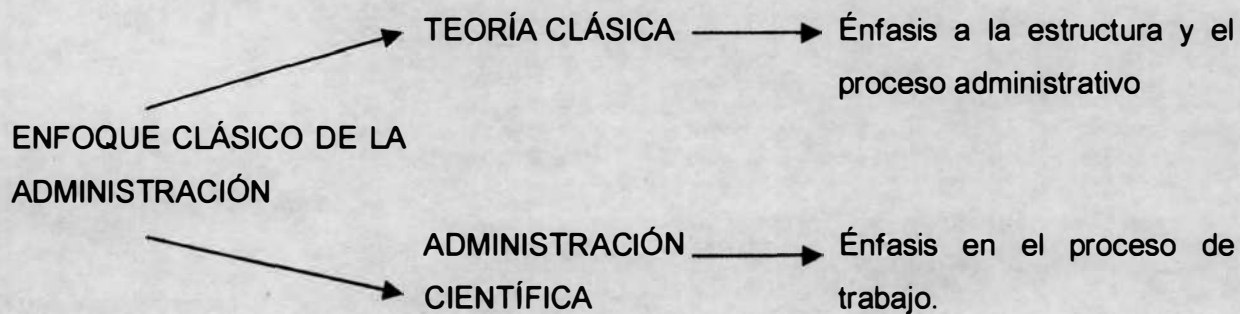 TEORÍA CLÁSICA
Énfasis a la estructura y el
proceso administrativo
ENFOQUE CLÁSICO DE LA
ADMINISTRACIÓN
ADMINISTRACIÓN
CIENTÍFICA
Énfasis en el proceso de
trabajo.